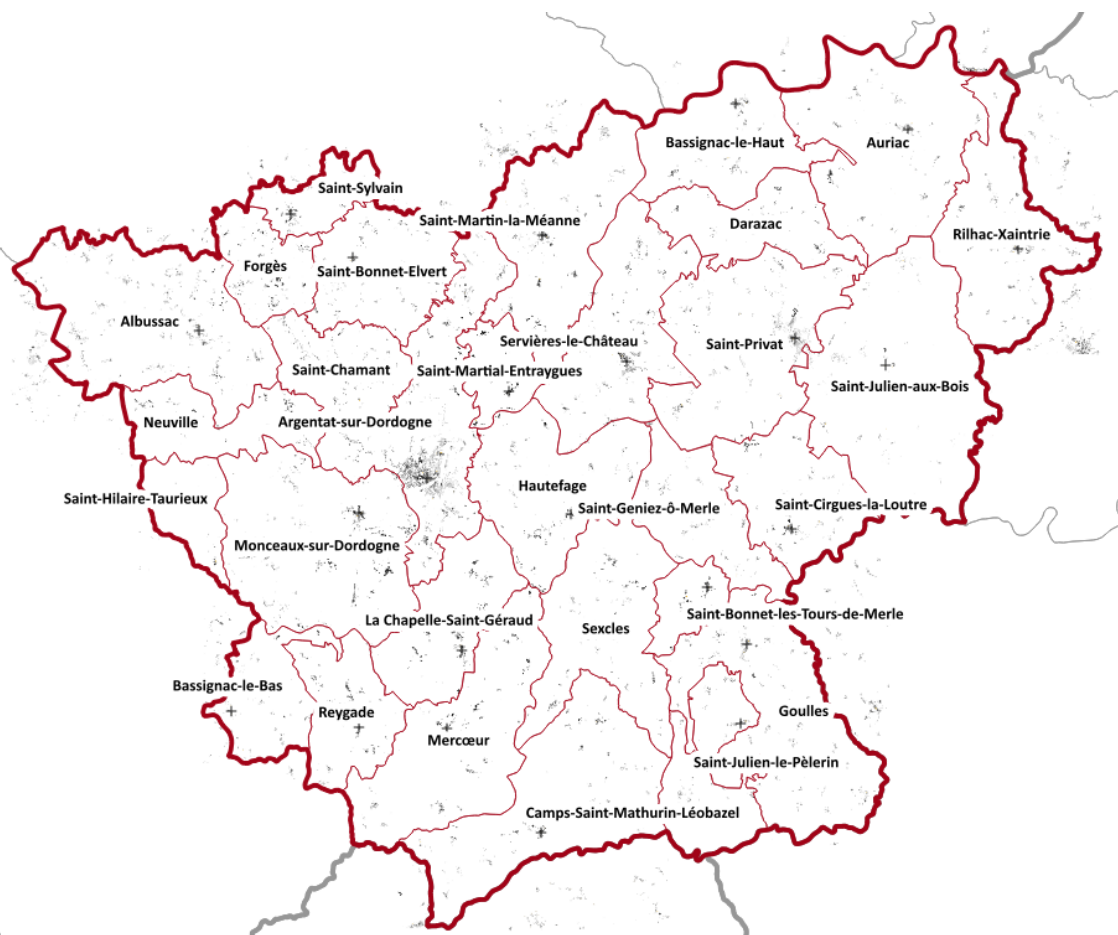 Bassignac-le-Haut
Auriac
Saint-Sylvain
Saint-Martin-la-Méanne
Darazac
Rilhac-Xaintrie
Forgès
Saint-Bonnet-Elvert
Albussac
Servières-le-Château
Saint-Privat
Saint-Chamant
Saint-Martial-Entraygues
Saint-Julien-aux-Bois
Neuville
Argentat-sur-Dordogne
Hautefage
Saint-Hilaire-Taurieux
Saint-Geniez-ô-Merle
Saint-Cirgues-la-Loutre
Monceaux-sur-Dordogne
La Chapelle-Saint-Géraud
Sexcles
Saint-Bonnet-les-Tours-de-Merle
Bassignac-le-Bas
Reygade
Goulles
Mercœur
Saint-Julien-le-Pèlerin
Camps-Saint-Mathurin-Léobazel